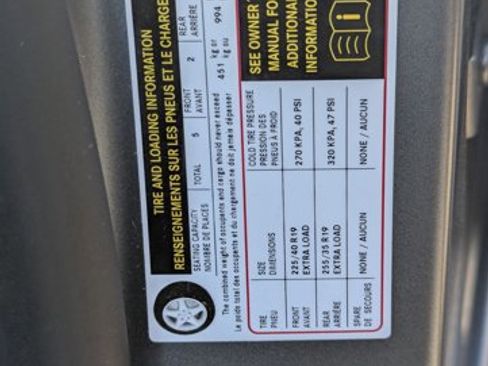 TIRE AND LOADING INFORMATION
RENSEIGNEMENTS SUR LES PNEUS ET LE CHARGE
SEATING CAPACITY
NOMBRE DE PLACES
TOTAL 5
FRONT
AVANT 2
REAR
ARRIÈRE
The combined weight of occupants and cargo should never exceed
Le poids total des occupants et du chargement ne doit jamais dépasser
451 kg or
kg ou 994
TIRE
PNEU
SIZE
DIMENSIONS
COLD TIRE PRESSURE
PRESSION DES
PNEUS À FROID
FRONT
AVANT
225/40 R19
EXTRA LOAD
270 KPA, 40 PSI
REAR
ARRIÈRE
255/35 R19
EXTRA LOAD
320 KPA, 47 PSI
SPARE
DE SECOURS
NONE / AUCUN
NONE / AUCUN
SEE OWNER
MANUAL FO
ADDITIONA
INFORMATI